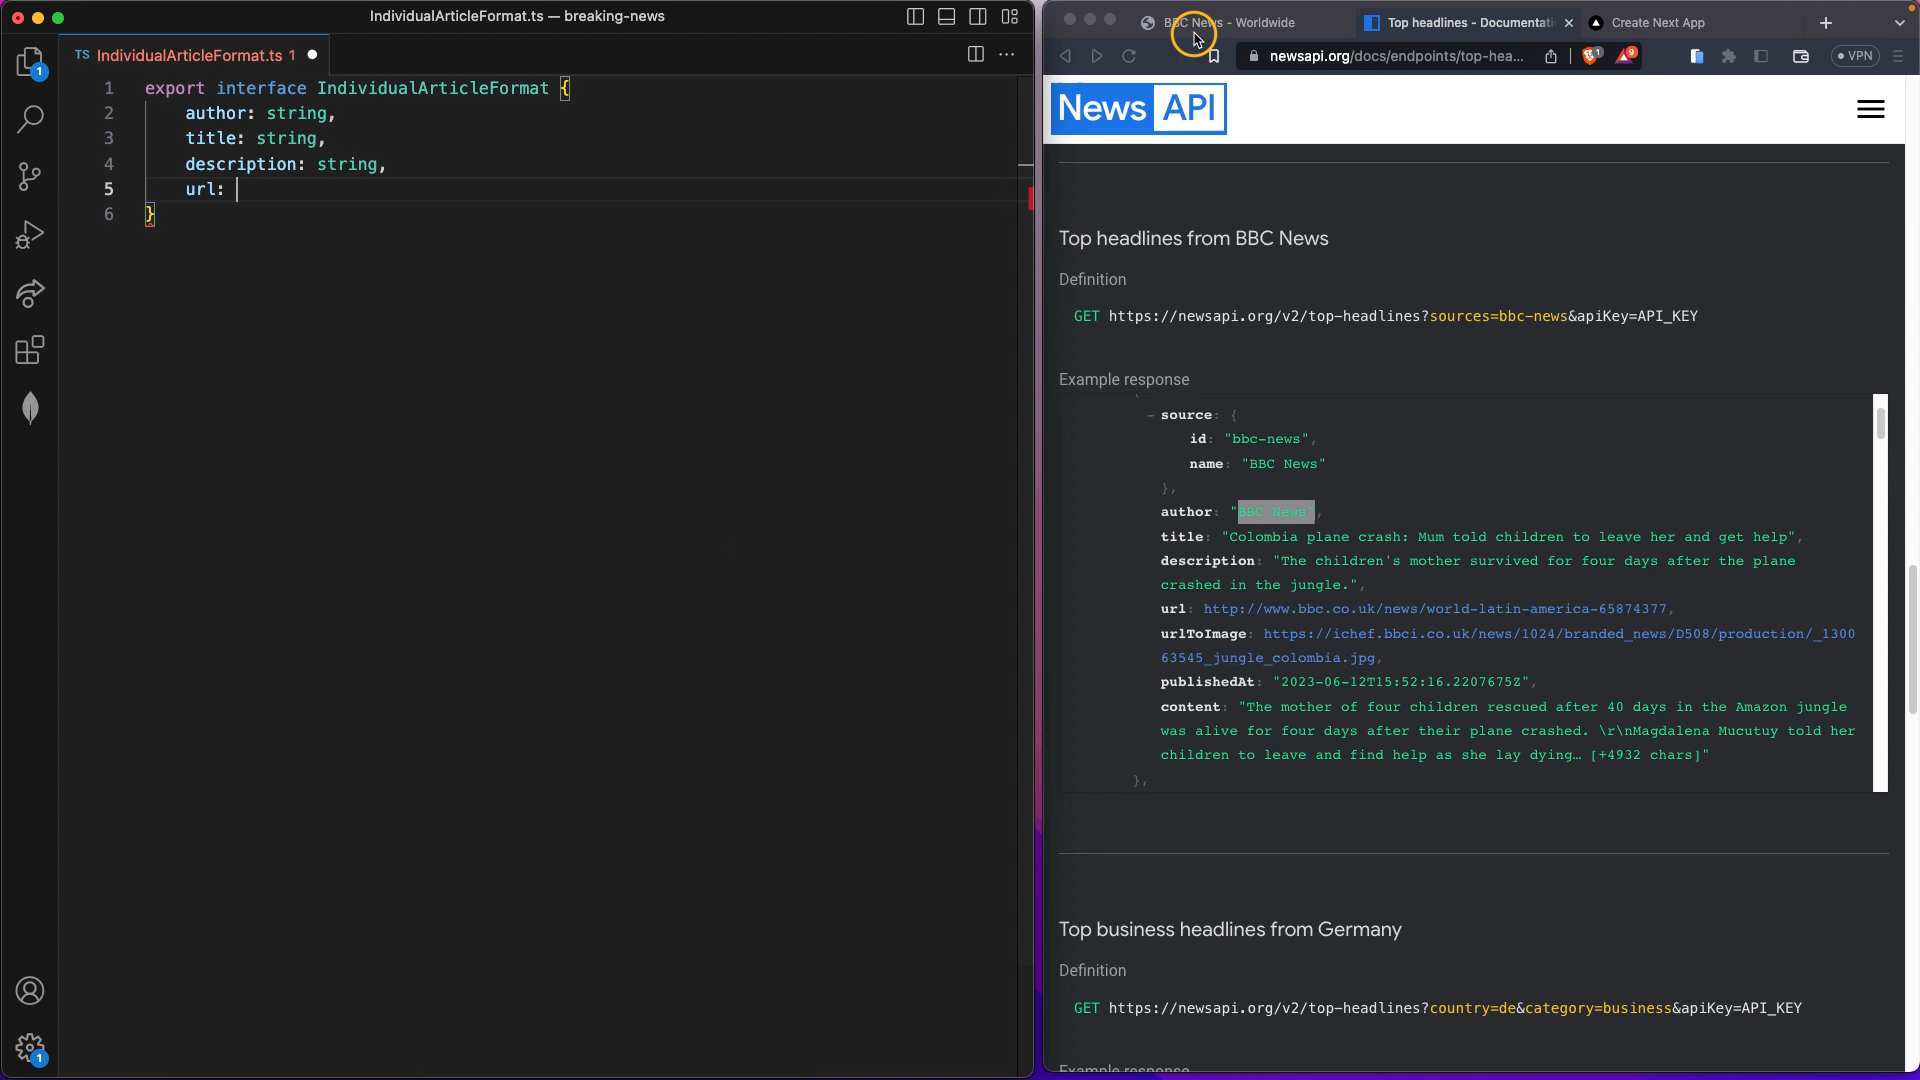 IndividualArticleFormat.ts — breaking-news
TS IndividualArticleFormat.ts 1
1 export interface IndividualArticleFormat {
2 author: string,
3 title: string,
4 description: string,
5 url:
6 }
1
1
BBC News - Worldwide
Top headlines - Documentati
Create Next App
newsapi.org/docs/endpoints/top-hea...
1
9
VPN
News API
Top headlines from BBC News
Definition
GET https://newsapi.org/v2/top-headlines?sources=bbc-news&apiKey=API_KEY
Example response
{
– source: {
id: "bbc-news",
name: "BBC News"
},
author: "BBC News",
title: "Colombia plane crash: Mum told children to leave her and get help",
description: "The children's mother survived for four days after the plane
crashed in the jungle.",
url: http://www.bbc.co.uk/news/world-latin-america-65874377,
urlToImage: https://ichef.bbci.co.uk/news/1024/branded_news/D508/production/_1300
63545_jungle_colombia.jpg,
publishedAt: "2023-06-12T15:52:16.2207675Z",
content: "The mother of four children rescued after 40 days in the Amazon jungle
was alive for four days after their plane crashed. \r\nMagdalena Mucutuy told her
children to leave and find help as she lay dying… [+4932 chars]"
},
Top business headlines from Germany
Definition
GET https://newsapi.org/v2/top-headlines?country=de&category=business&apiKey=API_KEY
Example response